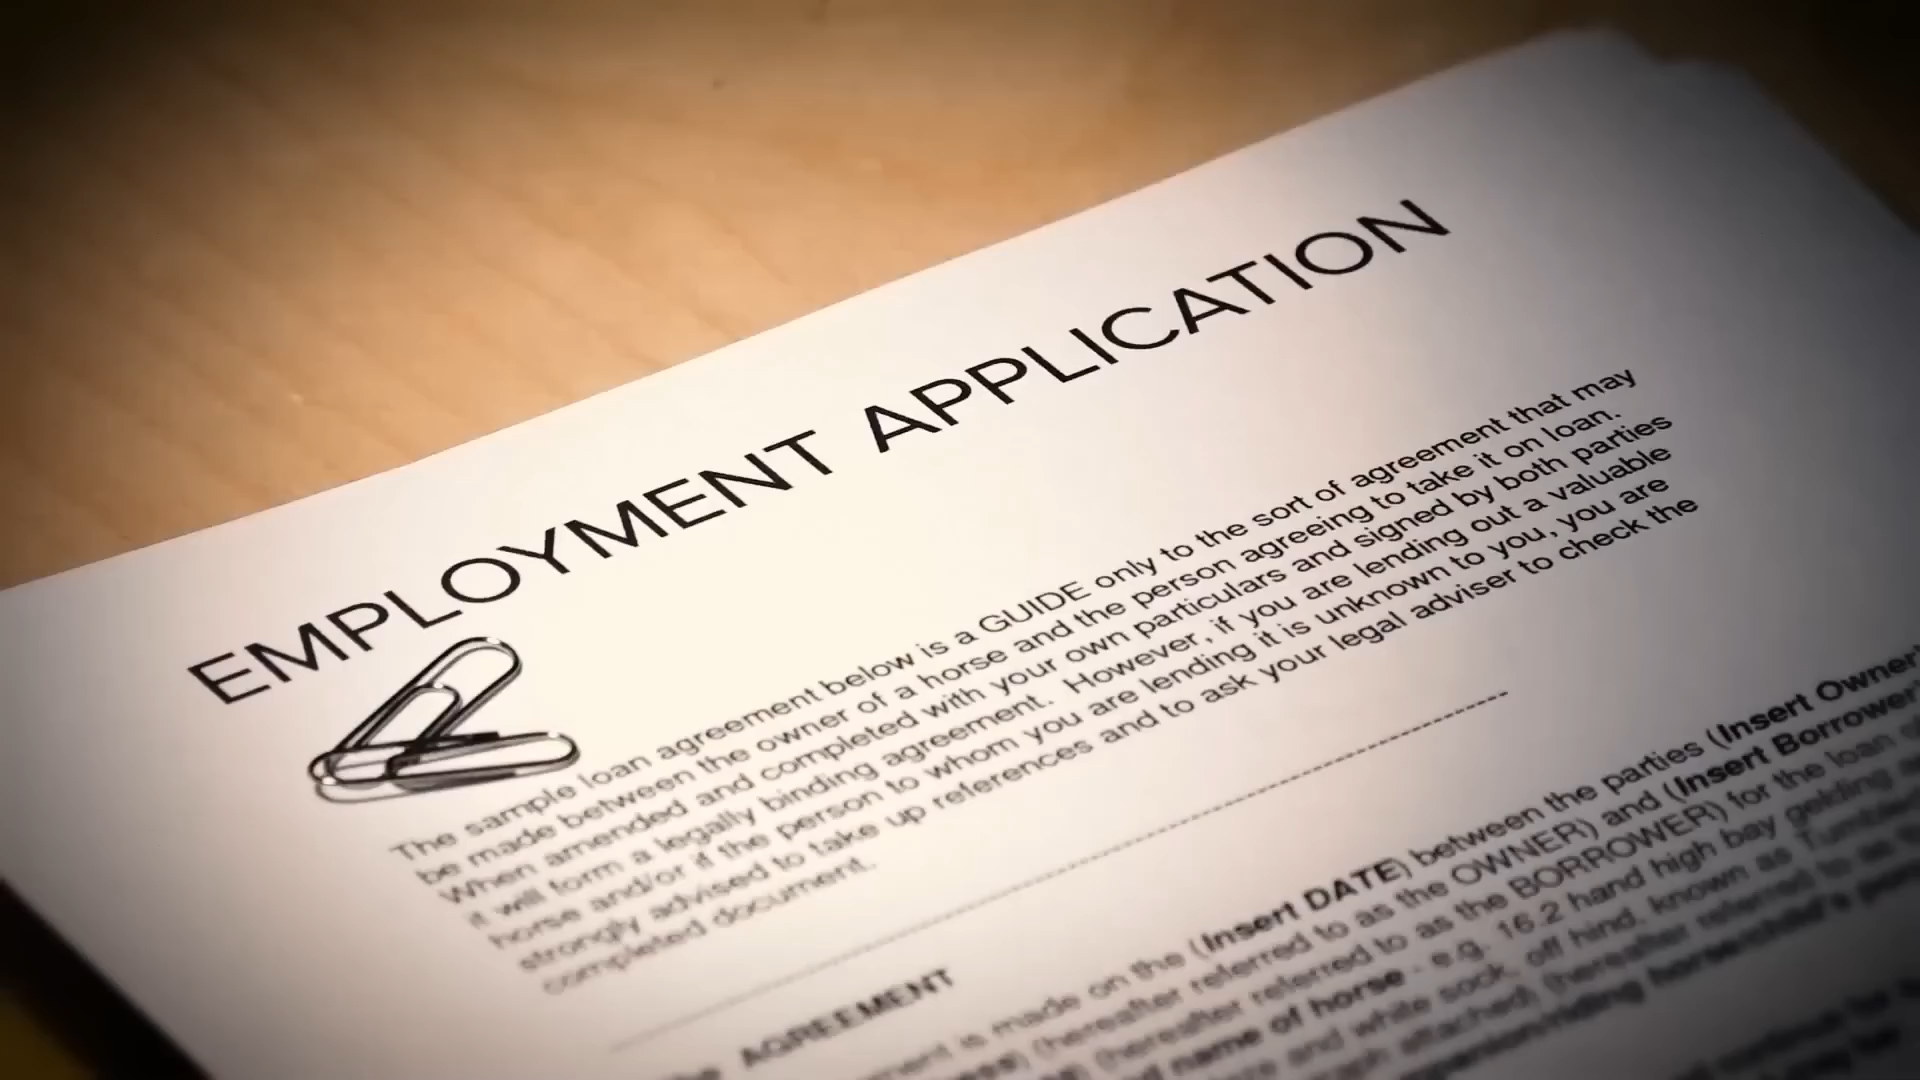 EMPLOYMENT APPLICATION
The sample loan agreement below is a GUIDE only to the sort of agreement that may
be made between the owner of a horse and the person agreeing to take it on loan.
When amended and completed with your own particulars and signed by both parties
it will form a legally binding agreement. However, if you are lending out a valuable
horse and/or if the person to whom you are lending it is unknown to you, you are
strongly advised to take up references and to ask your legal adviser to check the
completed document.
AGREEMENT
is made on the (Insert DATE) between the parties (Insert Owner'
(hereafter referred to as the OWNER) and (Insert Borrower'
(hereafter referred to as the BORROWER) for the loan of
name of horse - e.g. 16.2 hand high bay gelding
and white sock, off hind, known as
attached) (hereafter referred to as